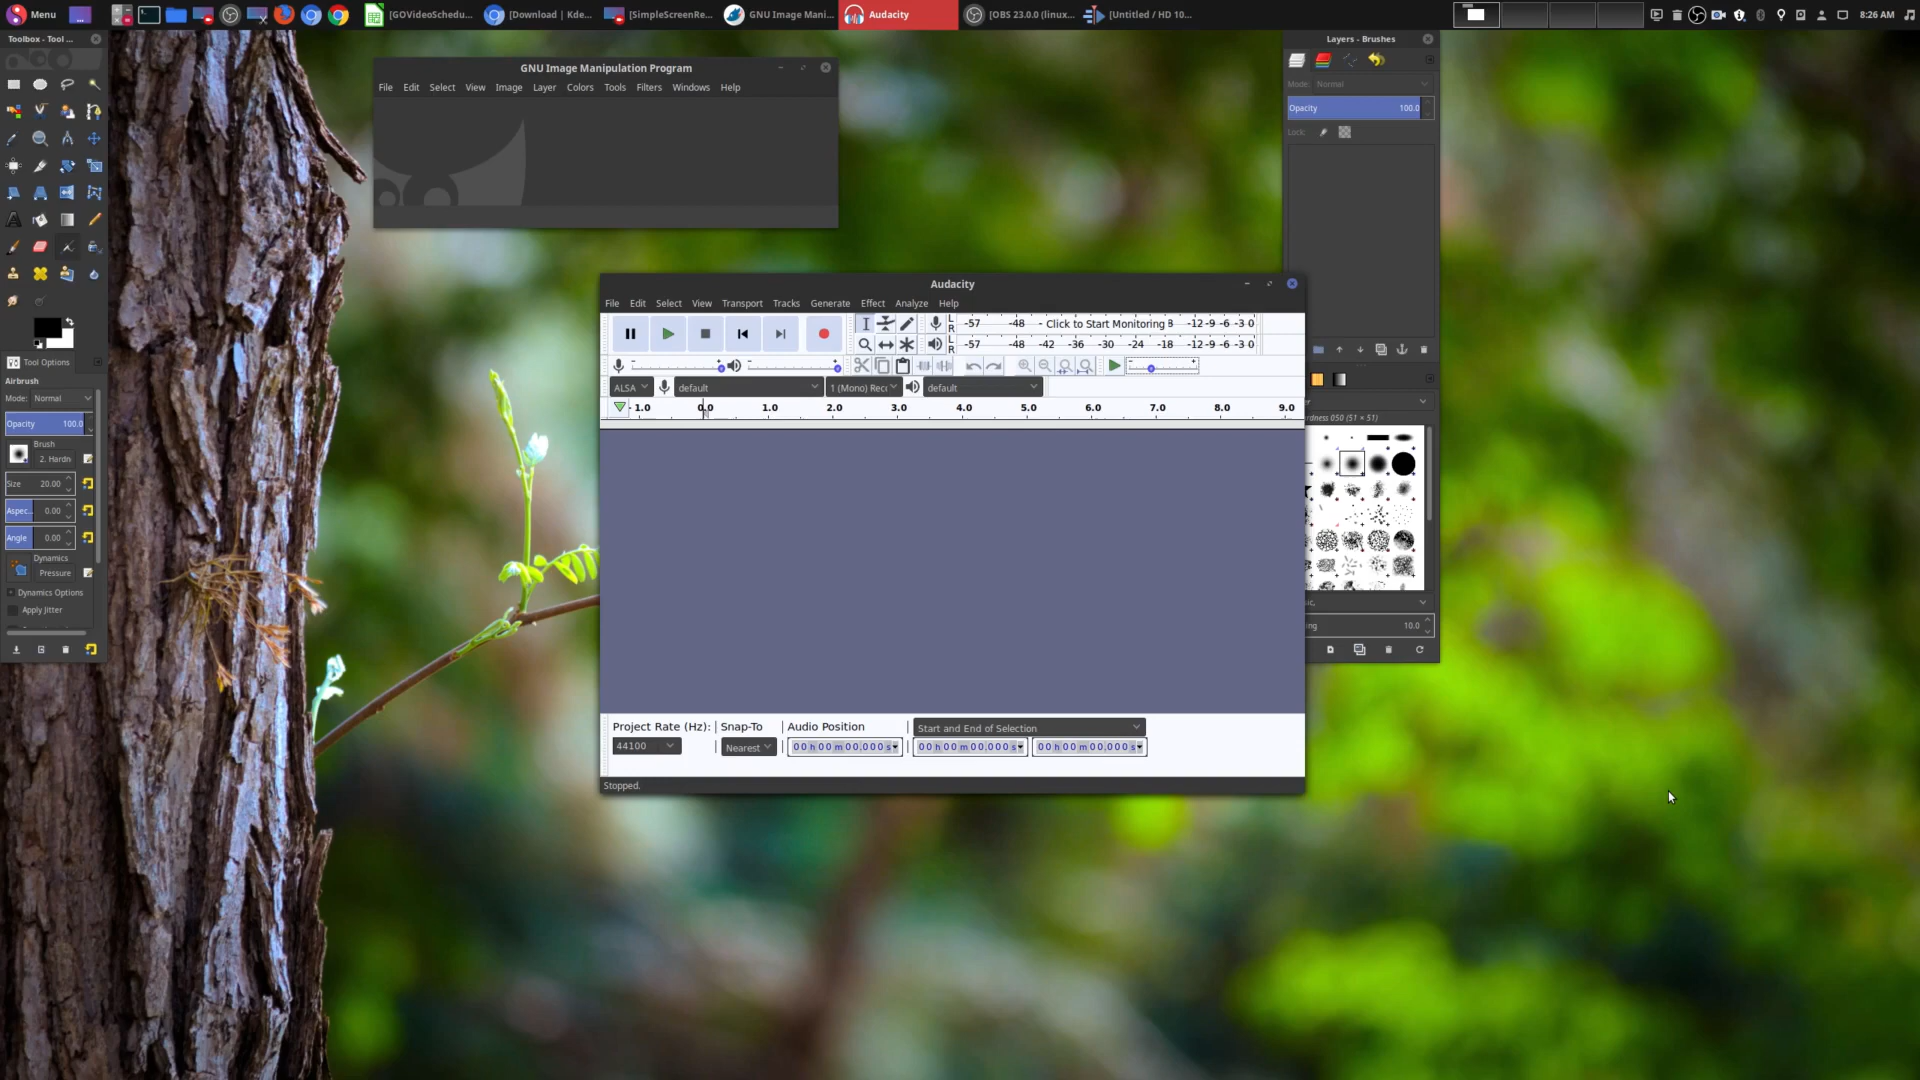 Menu
[GOVideoSchedu...
[Download | Kde...
[SimpleScreenRe...
GNU Image Mani...
Audacity
[OBS 23.0.0 (linux...
[Untitled / HD 10...
8:26 AM
Toolbox - Tool ...
Tool Options
Airbrush
Mode: Normal
Opacity 100.0
Brush
2. Hardn
Size 20.00
Aspec... 0.00
Angle 0.00
Dynamics
Pressure
Dynamics Options
Apply Jitter
GNU Image Manipulation Program
File Edit Select View Image Layer Colors Tools Filters Windows Help
Audacity
File Edit Select View Transport Tracks Generate Effect Analyze Help
L
R
-57 -48 - Click to Start Monitoring -12 -9 -6 -3 0
L
R
-57 -48 -42 -36 -30 -24 -18 -12 -9 -6 -3 0
ALSA default 1 (Mono) Reco default
- 1.0 0.0 1.0 2.0 3.0 4.0 5.0 6.0 7.0 8.0 9.0
Project Rate (Hz): Snap-To Audio Position Start and End of Selection
44100 Nearest 00 h 00 m 00.000 s 00 h 00 m 00.000 s 00 h 00 m 00.000 s
Stopped.
Layers - Brushes
Mode: Normal
Opacity 100.0
Lock:
rdness 050 (51 × 51)
ng 10.0